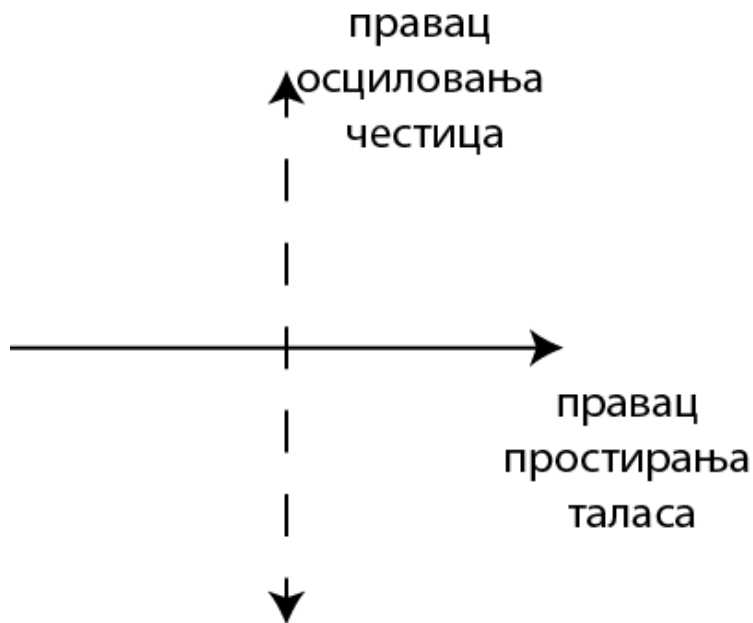 правац
осциловања
честица
правац
простирања
таласа